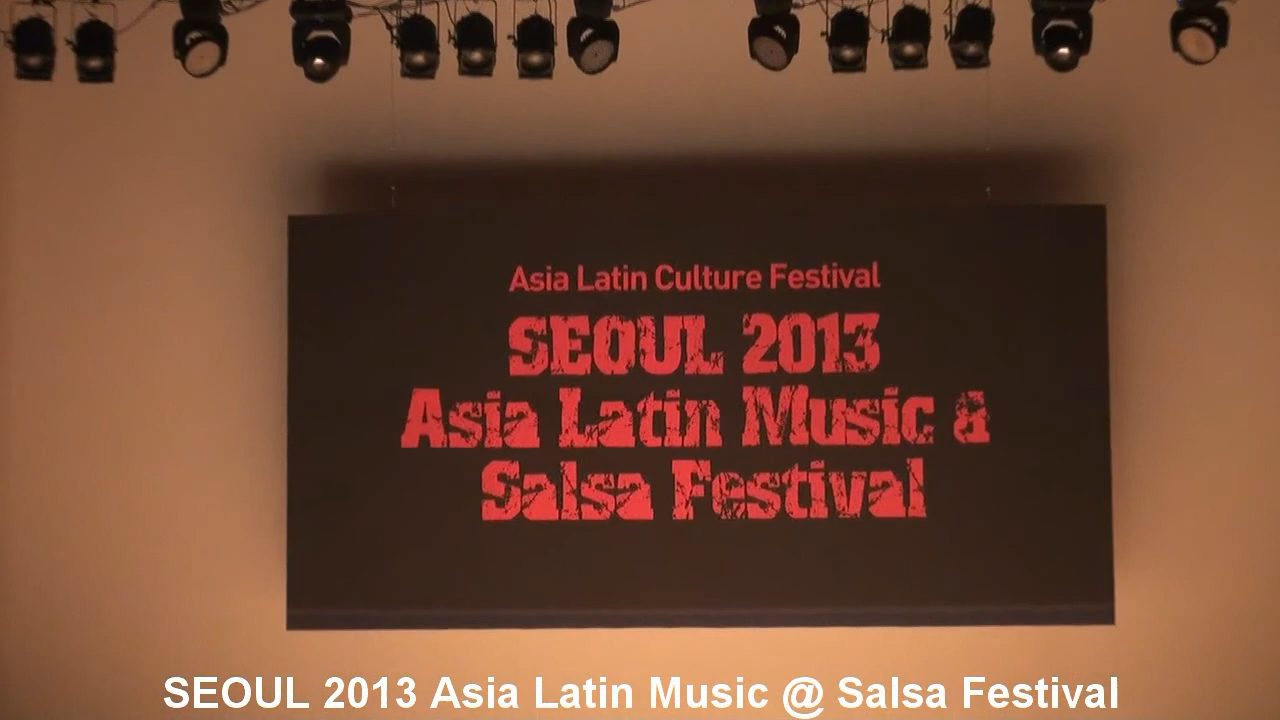 Asia Latin Culture Festival
SEOUL 2013
Asia Latin Music &
Salsa Festival
SEOUL 2013 Asia Latin Music @ Salsa Festival